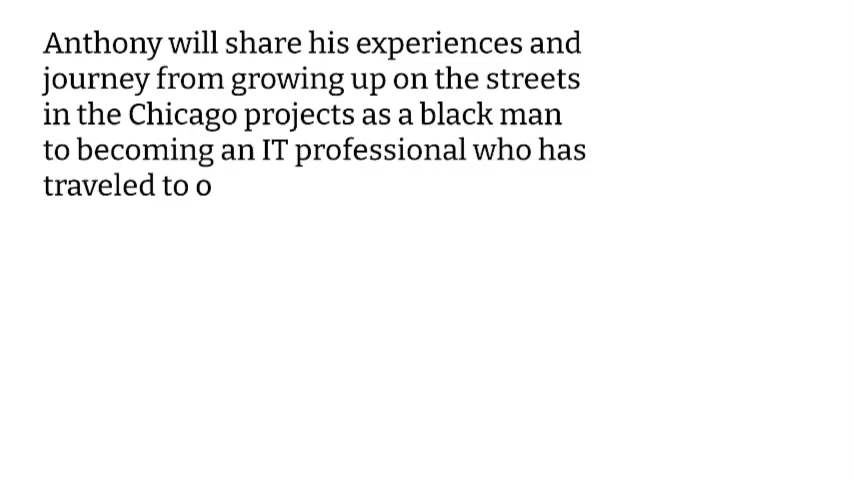 Anthony will share his experiences and
journey from growing up on the streets
in the Chicago projects as a black man
to becoming an IT professional who has
traveled to o